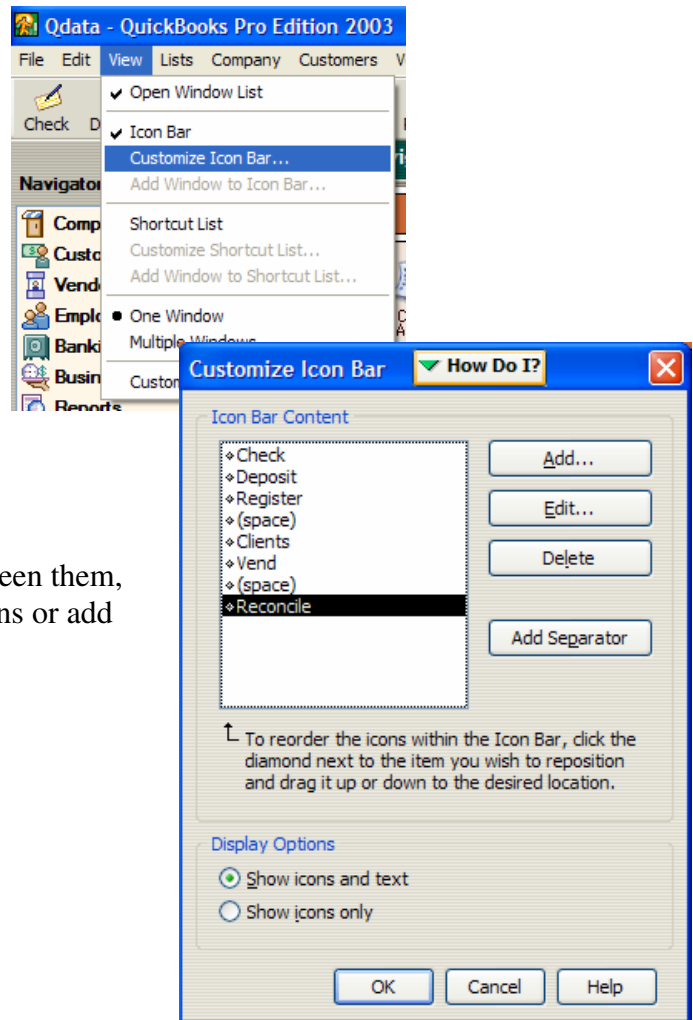 Qdata - QuickBooks Pro Edition 2003
File Edit View Lists Company Customers
Check
Open Window List
Icon Bar
Customize Icon Bar...
Add Window to Icon Bar...
Navigator
Shortcut List
Customize Shortcut List...
Add Window to Shortcut List...
One Window
Multiple Windows
Reports
Customize Icon Bar
How Do I?
Icon Bar Content
Check
Deposit
Register
(space)
Clients
Vend
(space)
Reconcile
Add...
Edit...
Delete
Add Separator
een them,
ns or add
To reorder the icons within the Icon Bar, click the
diamond next to the item you wish to reposition
and drag it up or down to the desired location.
Display Options
Show icons and text
Show icons only
OK Cancel Help